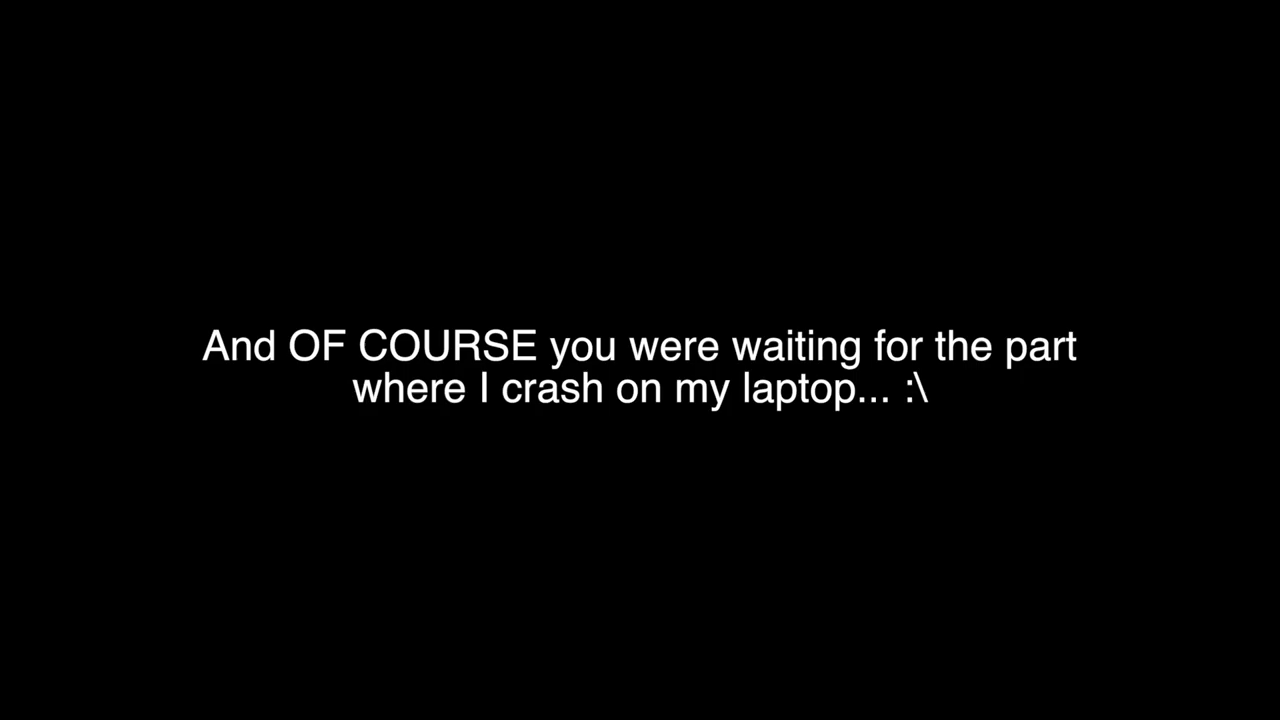 And OF COURSE you were waiting for the part
where I crash on my laptop... :\